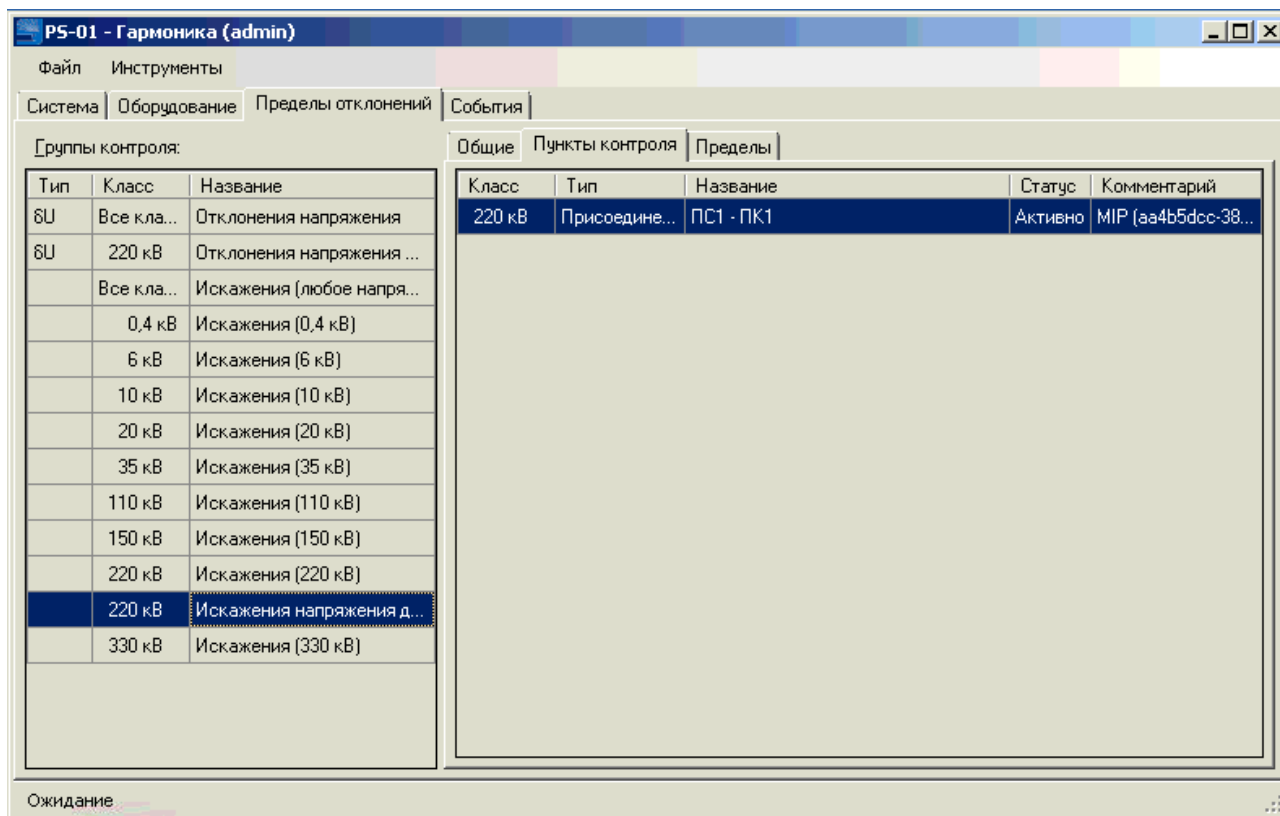 PS-01 - Гармоника (admin)
Файл Инструменты
Система Оборудование Пределы отклонений События
Группы контроля:
Общие Пункты контроля Пределы
Тип Класс Название
Класс Тип Название Статус Комментарий
δU Все кла... Отклонения напряжения
220 кВ Присоедине... ПС1 - ПК1 Активно MIP (aa4b5dcc-38...
δU 220 кВ Отклонения напряжения ...
Все кла... Искажения (любое напря...
0,4 кВ Искажения (0,4 кВ)
6 кВ Искажения (6 кВ)
10 кВ Искажения (10 кВ)
20 кВ Искажения (20 кВ)
35 кВ Искажения (35 кВ)
110 кВ Искажения (110 кВ)
150 кВ Искажения (150 кВ)
220 кВ Искажения (220 кВ)
220 кВ Искажения напряжения д...
330 кВ Искажения (330 кВ)
Ожидание